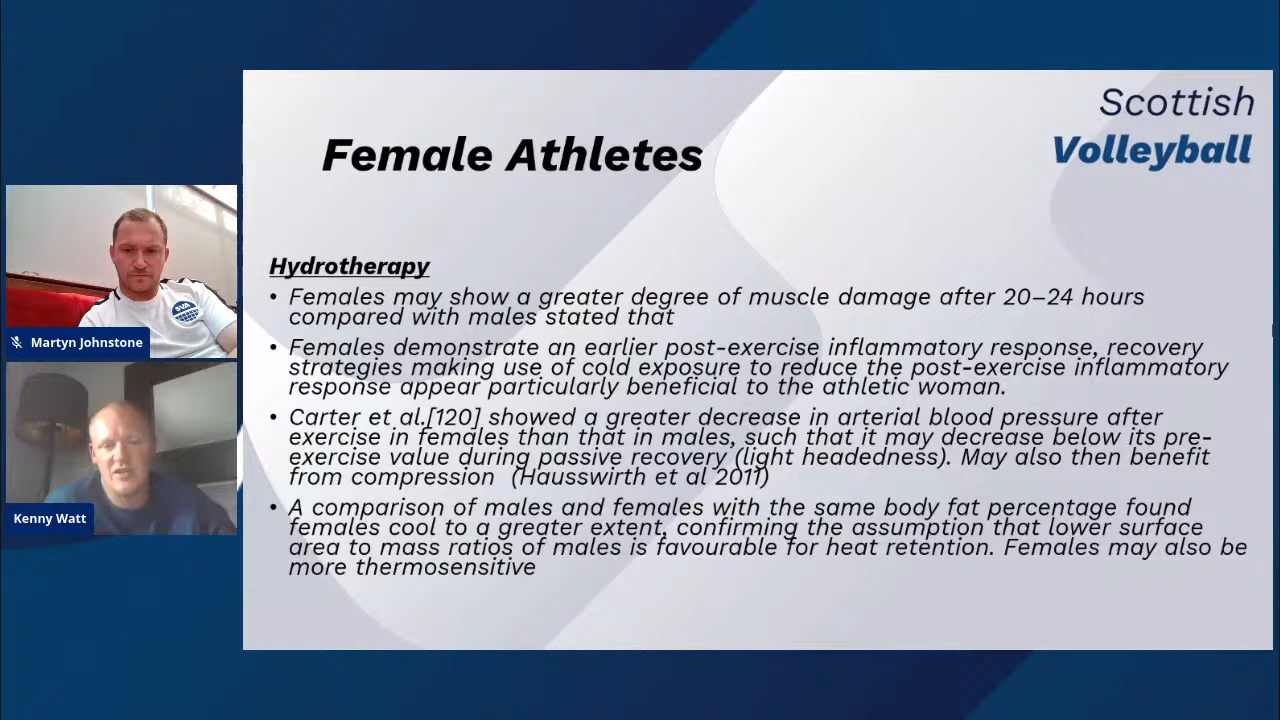 Scottish
Volleyball
Female Athletes
Hydrotherapy
• Females may show a greater degree of muscle damage after 20–24 hours
compared with males stated that
• Females demonstrate an earlier post-exercise inflammatory response, recovery
strategies making use of cold exposure to reduce the post-exercise inflammatory
response appear particularly beneficial to the athletic woman.
• Carter et al.[120] showed a greater decrease in arterial blood pressure after
exercise in females than that in males, such that it may decrease below its pre-
exercise value during passive recovery (light headedness). May also then benefit
from compression (Hausswirth et al 2011)
• A comparison of males and females with the same body fat percentage found
females cool to a greater extent, confirming the assumption that lower surface
area to mass ratios of males is favourable for heat retention. Females may also be
more thermosensitive
SVA
Martyn Johnstone
Kenny Watt